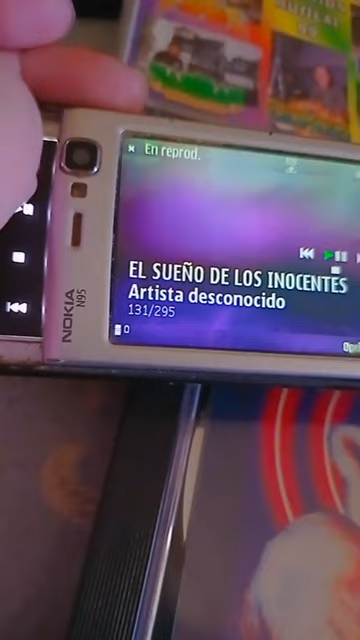 En reprod.
EL SUEÑO DE LOS INOCENTES
Artista desconocido
131/295
NOKIA
N95